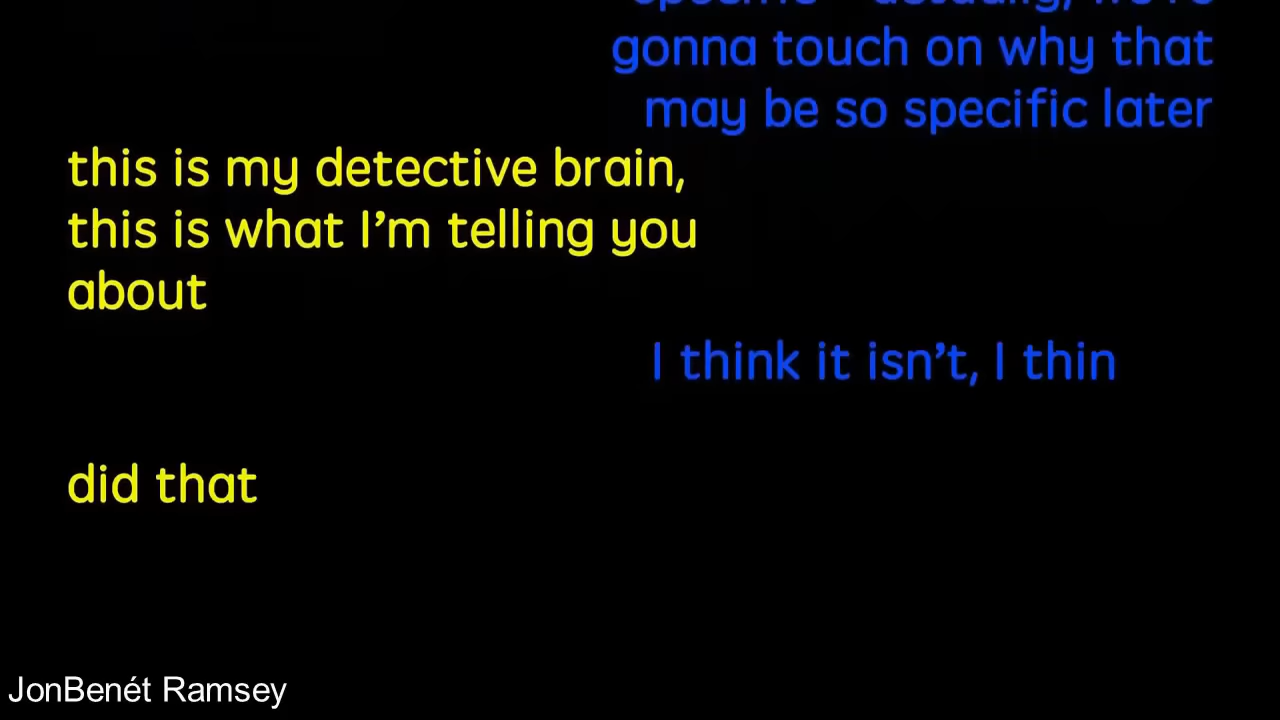 gonna touch on why that
may be so specific later
this is my detective brain,
this is what I'm telling you
about
I think it isn't, I thin
did that
JonBenét Ramsey